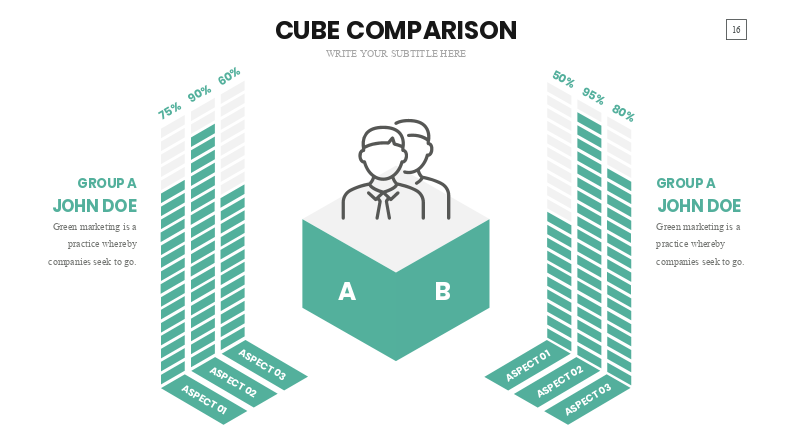 CUBE COMPARISON
WRITE YOUR SUBTITLE HERE
16
75%
90%
60%
50%
95%
80%
GROUP A
JOHN DOE
Green marketing is a
practice whereby
companies seek to go.
A
B
GROUP A
JOHN DOE
Green marketing is a
practice whereby
companies seek to go.
ASPECT 03
ASPECT 02
ASPECT 01
ASPECT 01
ASPECT 02
ASPECT 03